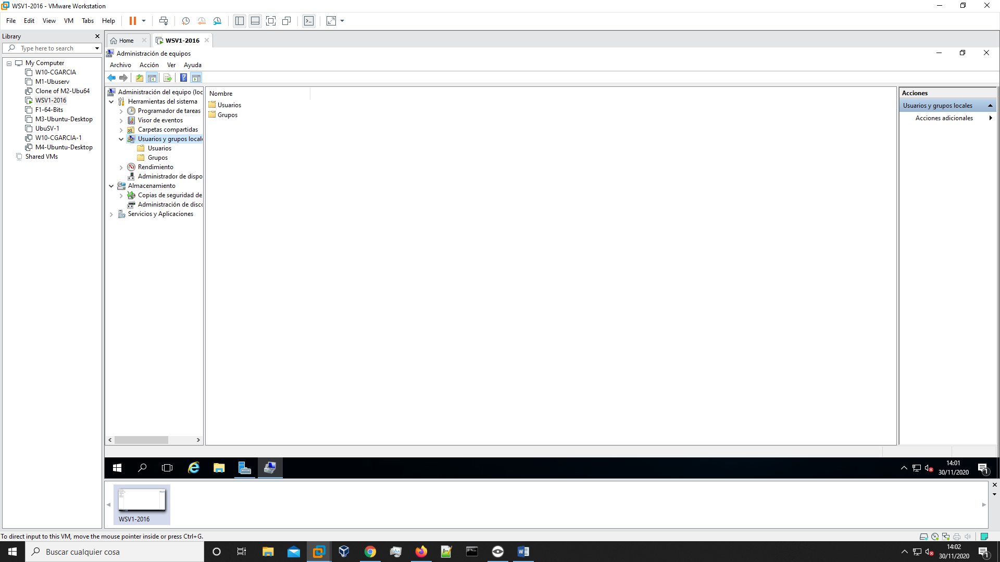 WSV1-2016 - VMware Workstation
File Edit View VM Tabs Help
Library
Type here to search
My Computer
W10-CGARCIA
M1-Ubuserv
Clone of M2-Ubu64
WSV1-2016
F1-64-Bits
M3-Ubuntu-Desktop
UbuSV-1
W10-CGARCIA-1
M4-Ubuntu-Desktop
Shared VMs
Home
WSV1-2016
Administración de equipos
Archivo Acción Ver Ayuda
Administración del equipo (loc
Herramientas del sistema
Programador de tareas
Visor de eventos
Carpetas compartidas
Usuarios y grupos locale
Usuarios
Grupos
Rendimiento
Administrador de dispo
Almacenamiento
Copias de seguridad de
Administración de disco
Servicios y Aplicaciones
Nombre
Usuarios
Grupos
Acciones
Usuarios y grupos locales
Acciones adicionales
14:01
30/11/2020
1
WSV1-2016
To direct input to this VM, move the mouse pointer inside or press Ctrl+G.
Buscar cualquier cosa
14:02
30/11/2020
1